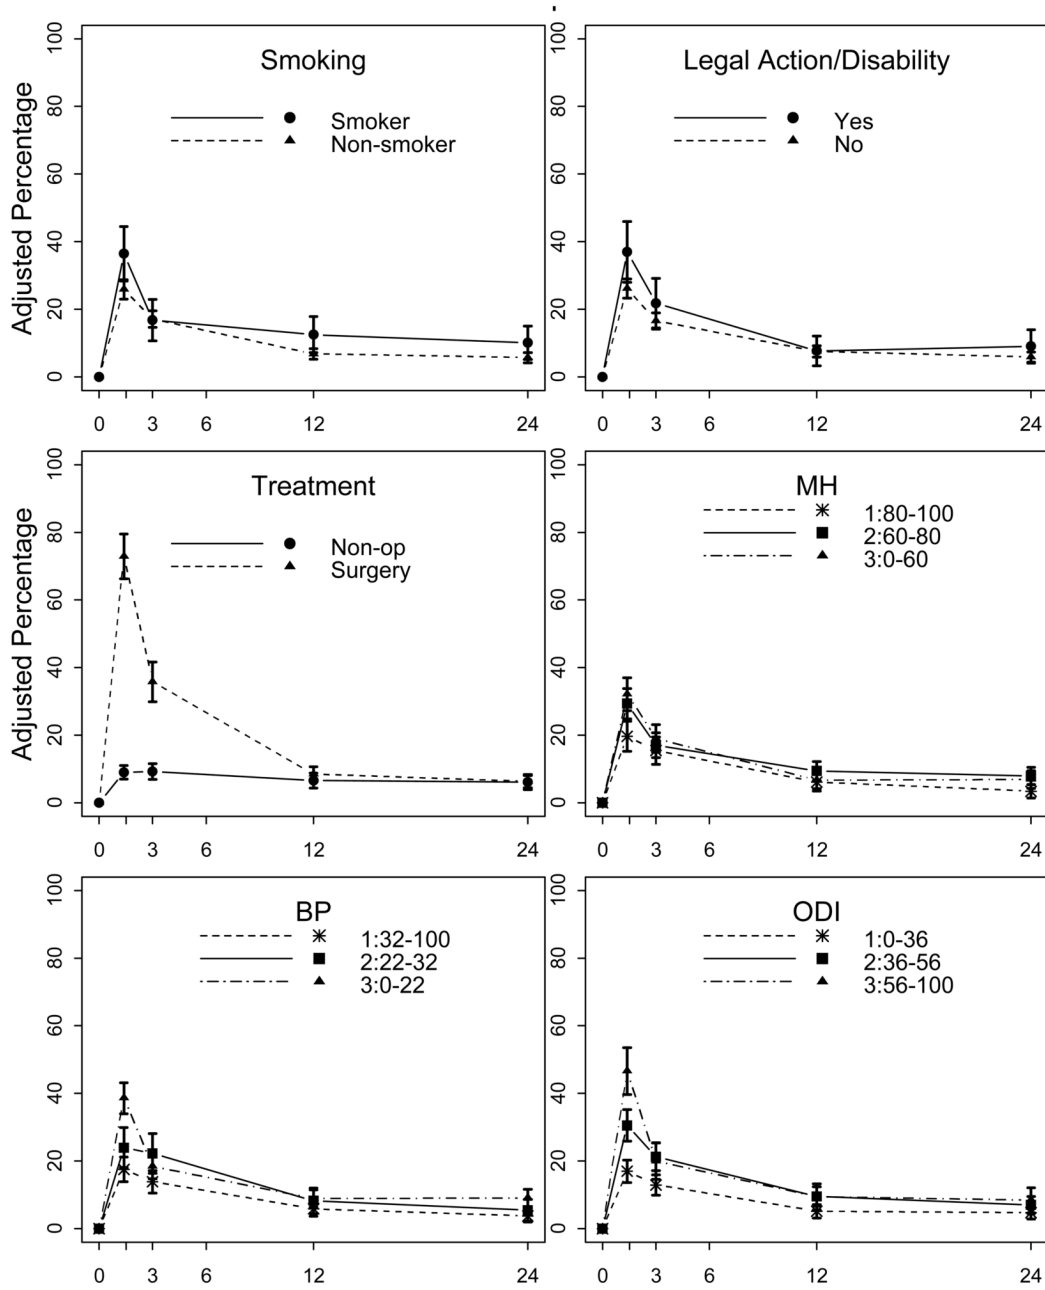 Smoking
Smoker
Non-smoker
Adjusted Percentage
0 20 40 60 80 100
0 3 6 12 24
Legal Action/Disability
Yes
No
0 20 40 60 80 100
0 3 6 12 24
Treatment
Non-op
Surgery
Adjusted Percentage
0 20 40 60 80 100
0 3 6 12 24
MH
1:80-100
2:60-80
3:0-60
0 20 40 60 80 100
0 3 6 12 24
BP
1:32-100
2:22-32
3:0-22
0 20 40 60 80 100
0 3 6 12 24
ODI
1:0-36
2:36-56
3:56-100
0 20 40 60 80 100
0 3 6 12 24